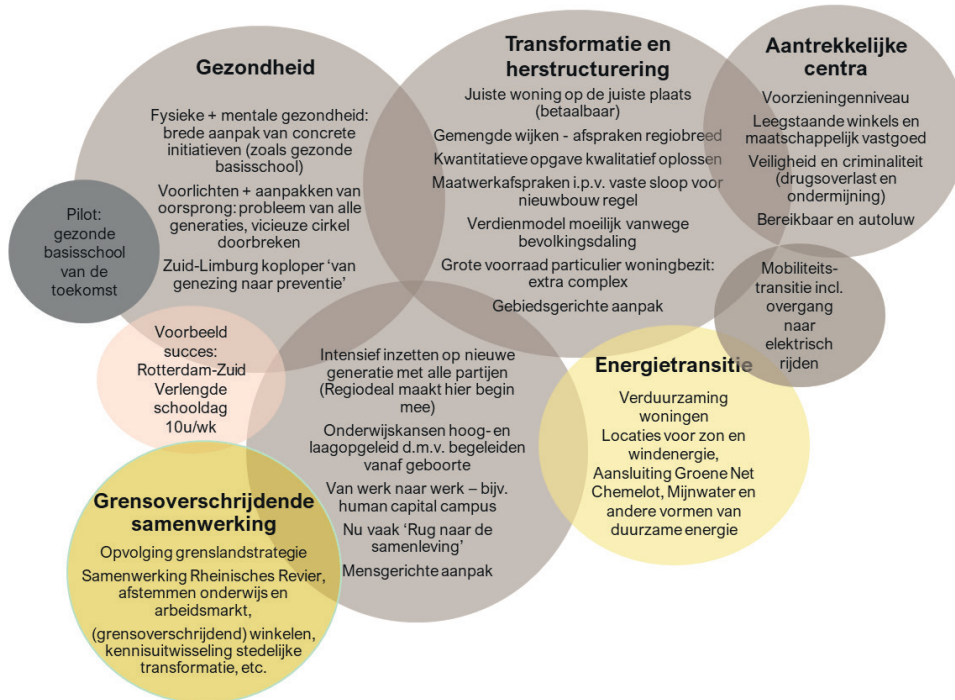 Gezondheid
Fysieke + mentale gezondheid:
brede aanpak van concrete
initiatieven (zoals gezonde
basisschool)
Voorlichten + aanpakken van
oorsprong: probleem van alle
generaties, vicieuze cirkel
doorbreken
Zuid-Limburg koploper ‘van
genezing naar preventie’
Pilot:
gezonde
basisschool
van de
toekomst
Transformatie en
herstructurering
Juiste woning op de juiste plaats
(betaalbaar)
Gemengde wijken - afspraken regiobreed
Kwantitatieve opgave kwalitatief oplossen
Maatwerkafspraken i.p.v. vaste sloop voor
nieuwbouw regel
Verdienmodel moeilijk vanwege
bevolkingsdaling
Grote voorraad particulier woningbezit:
extra complex
Gebiedsgerichte aanpak
Aantrekkelijke
centra
Voorzieningenniveau
Leegstaande winkels en
maatschappelijk vastgoed
Veiligheid en criminaliteit
(drugsoverlast en
ondermijning)
Bereikbaar en autoluw
Mobiliteits-
transitie incl.
overgang
naar
elektrisch
rijden
Voorbeeld
succes:
Rotterdam-Zuid
Verlengde
schooldag
10u/wk
Intensief inzetten op nieuwe
generatie met alle partijen
(Regiodeal maakt hier begin
mee)
Onderwijskansen hoog- en
laagopgeleid d.m.v. begeleiden
vanaf geboorte
Van werk naar werk – bijv.
human capital campus
Nu vaak ‘Rug naar de
samenleving’
Mensgerichte aanpak
Energietransitie
Verduurzaming
woningen
Locaties voor zon en
windenergie,
Aansluiting Groene Net
Chemelot, Mijnwater en
andere vormen van
duurzame energie
Grensoverschrijdende
samenwerking
Opvolging grenslandstrategie
Samenwerking Rheinisches Revier,
afstemmen onderwijs en
arbeidsmarkt,
(grensoverschrijdend) winkelen,
kennisuitwisseling stedelijke
transformatie, etc.